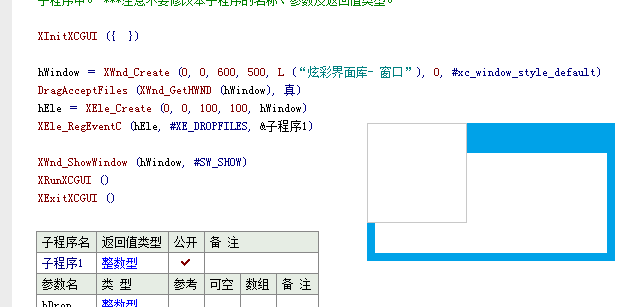 子程序中。 ***注意不要修改本子程序的名称、参数及返回值类型。
XInitXCGUI ({  })
hWindow ＝ XWnd_Create (0, 0, 600, 500, L (“炫彩界面库- 窗口”), 0, #xc_window_style_default)
DragAcceptFiles (XWnd_GetHWND (hWindow), 真)
hEle ＝ XEle_Create (0, 0, 100, 100, hWindow)
XEle_RegEventC (hEle, #XE_DROPFILES, &子程序1)
XWnd_ShowWindow (hWindow, #SW_SHOW)
XRunXCGUI ()
XExitXCGUI ()
子程序名 返回值类型 公开 备 注
子程序1 整数型 ✓
参数名 类 型 参考 可空 数组 备 注
hDrop 整数型